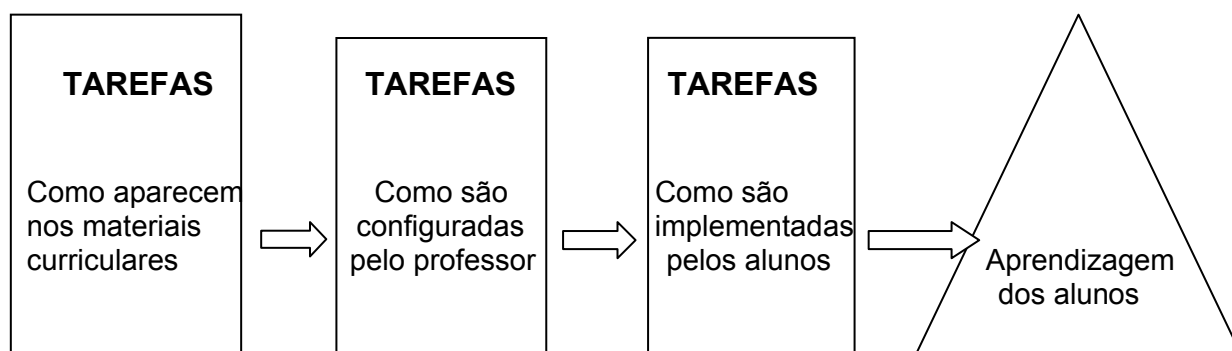 TAREFAS
Como aparecem
nos materiais
curriculares
TAREFAS
Como são
configuradas
pelo professor
TAREFAS
Como são
implementadas
pelos alunos
Aprendizagem
dos alunos